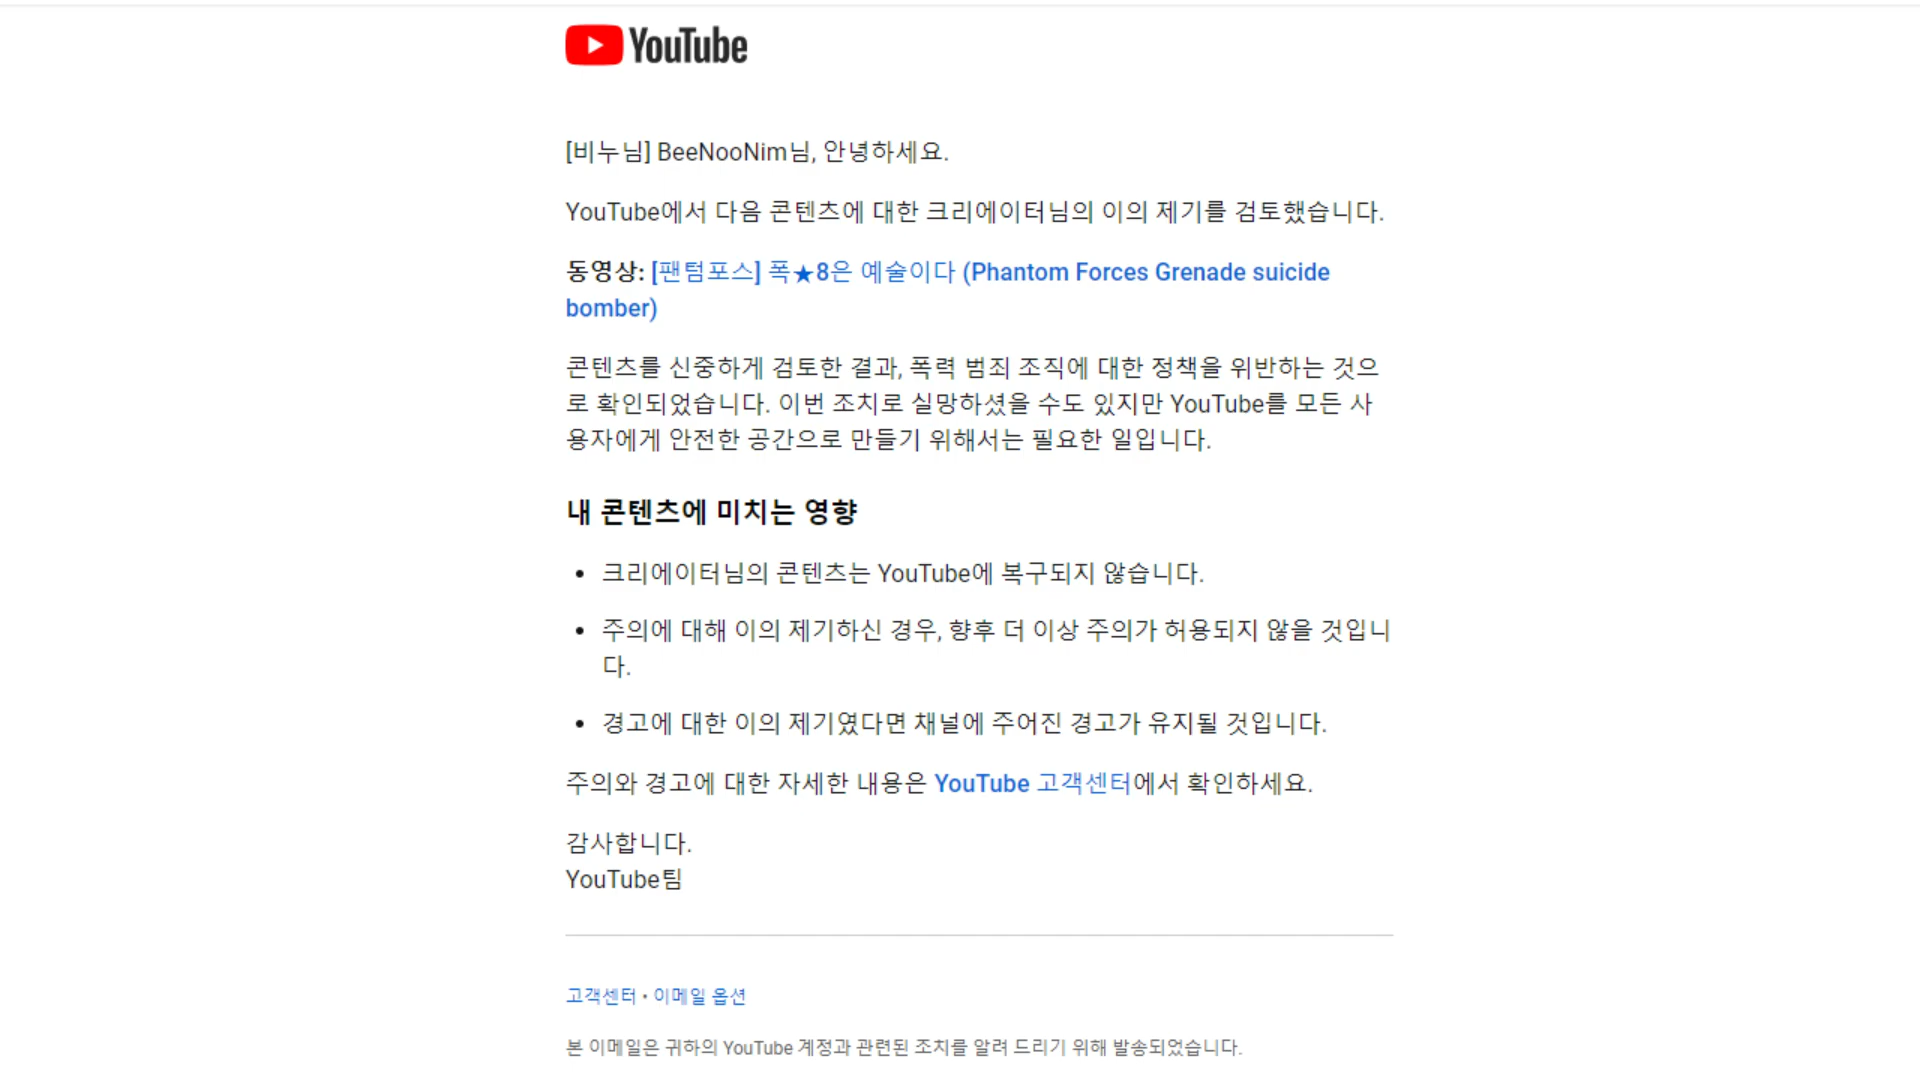 YouTube
[비누님] BeeNooNim님, 안녕하세요.
YouTube에서 다음 콘텐츠에 대한 크리에이터님의 이의 제기를 검토했습니다.
동영상: [팬텀포스] 폭★8은 예술이다 (Phantom Forces Grenade suicide
bomber)
콘텐츠를 신중하게 검토한 결과, 폭력 범죄 조직에 대한 정책을 위반하는 것으
로 확인되었습니다. 이번 조치로 실망하셨을 수도 있지만 YouTube를 모든 사
용자에게 안전한 공간으로 만들기 위해서는 필요한 일입니다.
내 콘텐츠에 미치는 영향
• 크리에이터님의 콘텐츠는 YouTube에 복구되지 않습니다.
• 주의에 대해 이의 제기하신 경우, 향후 더 이상 주의가 허용되지 않을 것입니
다.
• 경고에 대한 이의 제기였다면 채널에 주어진 경고가 유지될 것입니다.
주의와 경고에 대한 자세한 내용은 YouTube 고객센터에서 확인하세요.
감사합니다.
YouTube팀
고객센터 • 이메일 옵션
본 이메일은 귀하의 YouTube 계정과 관련된 조치를 알려 드리기 위해 발송되었습니다.